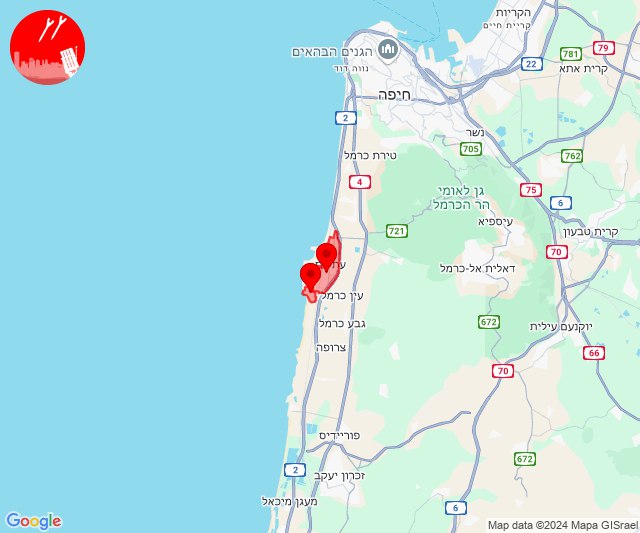 הקריות
קריית חיים
הגנים הבהאים
נווה דוד
781
79
22
קרית אתא
חיפה
2
נשר
705
762
טירת כרמל
4
גן לאומי
הר הכרמל
75
6
עיספיא
721
קרית טבעון
70
דאלית אל-כרמל
עין כרמל
גבע כרמל
672
יוקנעם עילית
צרופה
66
70
פוריידיס
672
2
זכרון יעקב
מעגן מיכאל
6
Google
Map data ©2024 Mapa GISrael